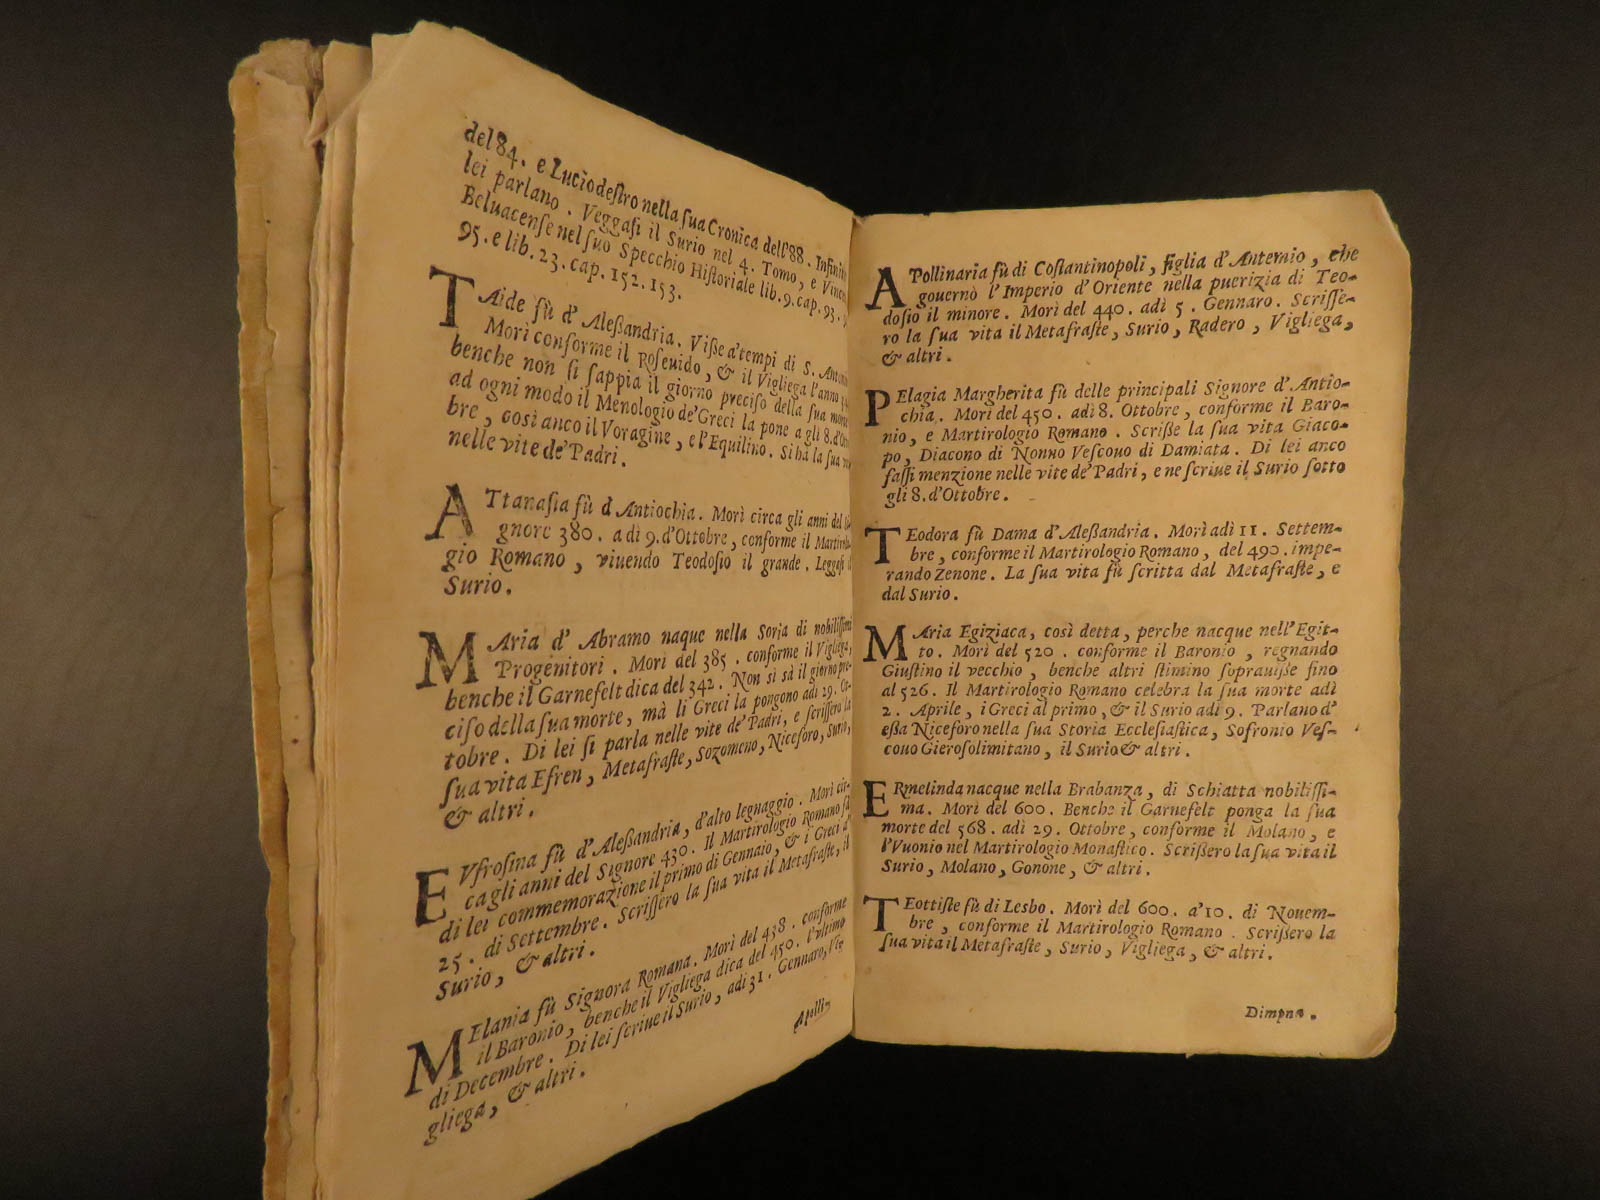 del 84. e Lucio destro nella sua Cronica dell'88. Infiniti
lei parlano. Veggasi il Surio nel 4. Tomo, e Vincen
Beluacense nel suo Specchio Historiale lib. 9. cap. 93.
95. e lib. 23. cap. 152. 153.
TAide fù d'Aleſſandria. Viſſe a'tempi di S. Antoni
Morì conforme il Roſeuido, & il Vigliega l'anno
benche non ſi ſappia il giorno preciſo della ſua morte
ad ogni modo il Menologio de'Greci la pone a gli 8. d'Otto
bre, così anco il Voragine, e l'Equilino. Si hà la ſua
nelle vite de'Padri.
ATtanaſia fù d Antiochia. Morì circa gli anni del Si
gnore 380. adì 9. d'Ottobre, conforme il Martirolo
gio Romano, viuendo Teodoſio il grande. Leggaſi il
Surio.
MAria d' Abramo naque nella Soria di nobiliſſimi
Progenitori. Morì del 385. conforme il Vigliega,
benche il Garnefelt dica del 342. Non si sà il giorno pre-
ciſo della ſua morte, mà li Greci la pongono adì 29. Ot-
tobre. Di lei ſi parla nelle vite de'Padri, e ſcriſſero la
ſua vita Efren, Metafraſte, Sozomeno, Niceforo, Surio,
& altri.
EVfroſina fù d'Aleſſandria, d'alto legnaggio. Morì cir-
ca gli anni del Signore 430. Il Martirologio Romano fà
di lei commemorazione il primo di Gennaio, & i Greci a'
25. di Settembre. Scriſſero la ſua vita il Metafraſte, il
Surio, & altri.
MElania fù Signora Romana. Morì del 438. conforme
il Baronio, benche il Vigliega dica del 450. l'vltimo
di Decembre. Di lei ſcriue il Surio, adì 31. Gennaro, Vi-
gliega, & altri.
Apolli-
APollinaria fù di Coſtantinopoli, figlia d'Antemio, che
gouernò l'Imperio d'Oriente nella puerizia di Teo-
doſio il minore. Morì del 440. adì 5. Gennaro. Scriſſe-
ro la ſua vita il Metafraſte, Surio, Radero, Vigliega,
& altri.
PElagia Margherita fù delle principali Signore d'Antio-
chia. Morì del 450. adì 8. Ottobre, conforme il Baro-
nio, e Martirologio Romano. Scriſſe la ſua vita Giaco-
po, Diacono di Nonno Veſcouo di Damiata. Di lei anco
faſſi menzione nelle vite de'Padri, e ne ſcriue il Surio ſotto
gli 8. d'Ottobre.
TEodora fù Dama d'Aleſſandria. Morì adì 11. Settem-
bre, conforme il Martirologio Romano, del 490. impe-
rando Zenone. La ſua vita fù ſcritta dal Metafraſte, e
dal Surio.
MAria Egiziaca, così detta, perche nacque nell'Egit-
to. Morì del 520. conforme il Baronio, regnando
Giuſtino il vecchio, benche altri ſtimino ſoprauiſſe fino
al 526. Il Martirologio Romano celebra la ſua morte adì
2. Aprile, i Greci al primo, & il Surio adì 9. Parlano d'
eſſa Niceforo nella ſua Storia Eccleſiaſtica, Sofronio Veſ-
couo Gieroſolimitano, il Surio & altri.
ERmelinda nacque nella Brabanza, di Schiatta nobiliſſi-
ma. Morì del 600. Benche il Garnefelt ponga la ſua
morte del 568. adì 29. Ottobre, conforme il Molano, e
l'Vuonio nel Martirologio Monaſtico. Scriſſero la ſua vita il
Surio, Molano, Gonone, & altri.
TEottiſte fù di Lesbo. Morì del 600. a'10. di Nouem-
bre, conforme il Martirologio Romano. Scriſſero la
ſua vita il Metafraſte, Surio, Vigliega, & altri.
Dimpna.